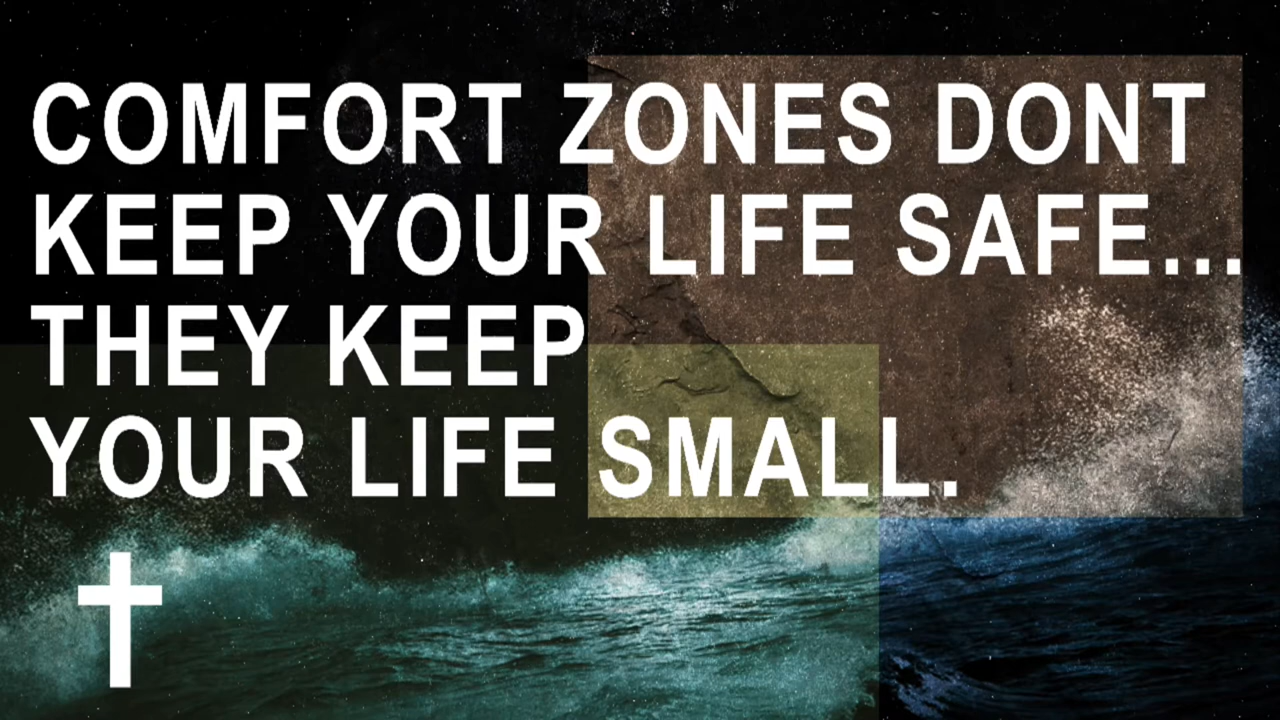 COMFORT ZONES DONT
KEEP YOUR LIFE SAFE...
THEY KEEP
YOUR LIFE SMALL.